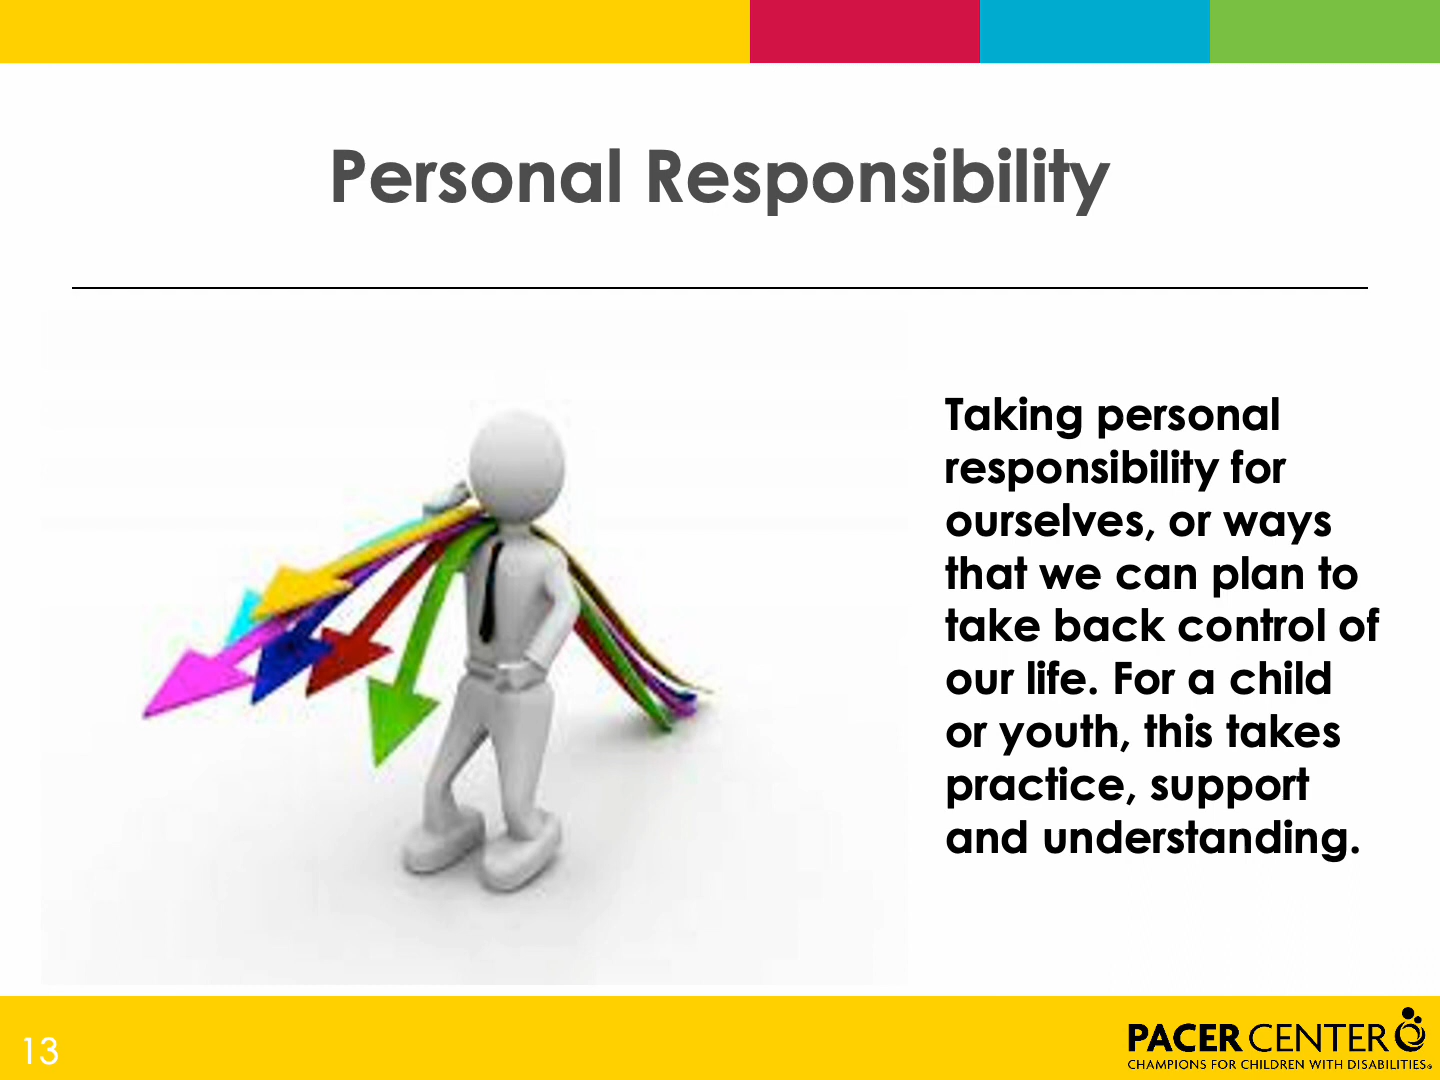 Personal Responsibility
Taking personal
responsibility for
ourselves, or ways
that we can plan to
take back control of
our life. For a child
or youth, this takes
practice, support
and understanding.
13
PACER CENTER
CHAMPIONS FOR CHILDREN WITH DISABILITIES®